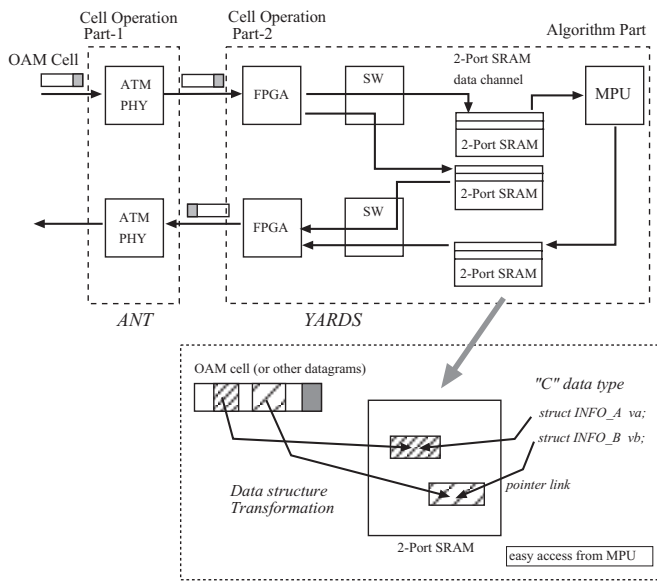 Cell Operation
Part-1
Cell Operation
Part-2
Algorithm Part
OAM Cell
ATM
PHY
FPGA
SW
2-Port SRAM
data channel
MPU
2-Port SRAM
2-Port SRAM
ATM
PHY
FPGA
SW
2-Port SRAM
ANT
YARDS
OAM cell (or other datagrams)
"C" data type
struct INFO_A va;
struct INFO_B vb;
pointer link
Data structure
Transformation
2-Port SRAM
easy access from MPU